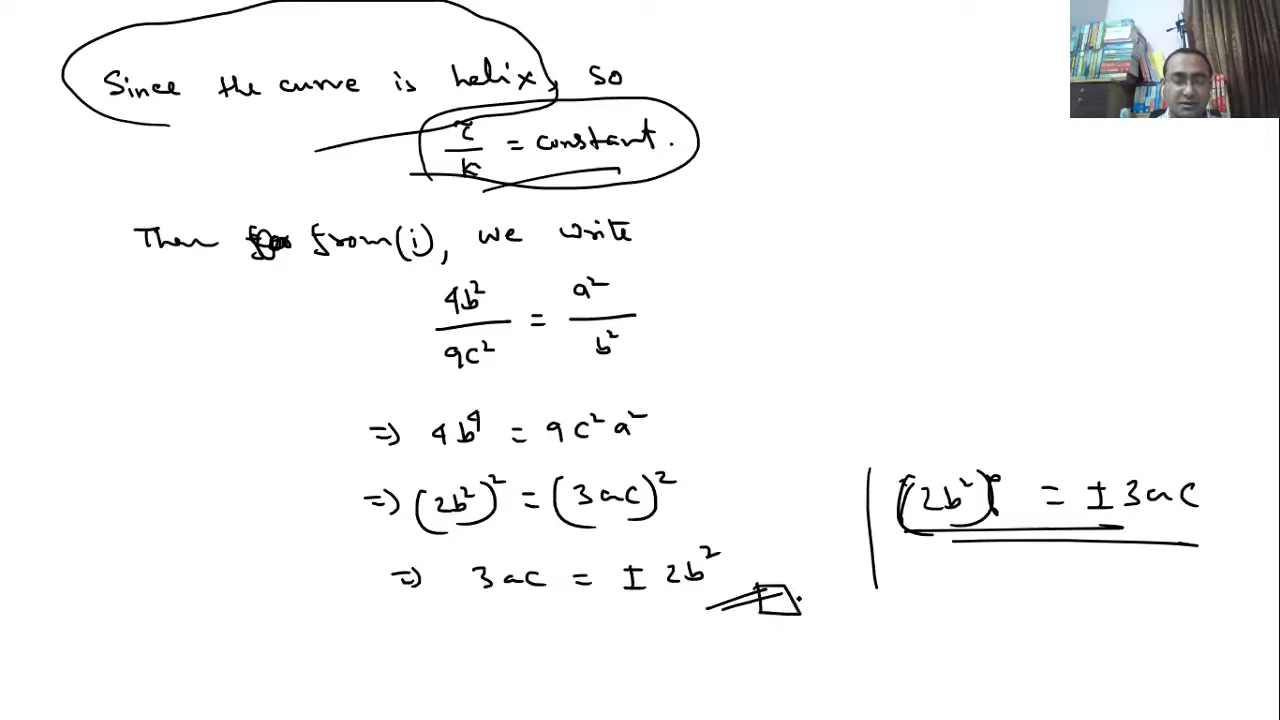 Since the curve is helix, so
τ/κ = constant.
Then from (i), we write
4b²/9c² = a²/b²
⇒ 4b⁴ = 9c²a²
⇒ (2b²)² = (3ac)²
(2b²) = ± 3ac
⇒ 3ac = ± 2b²